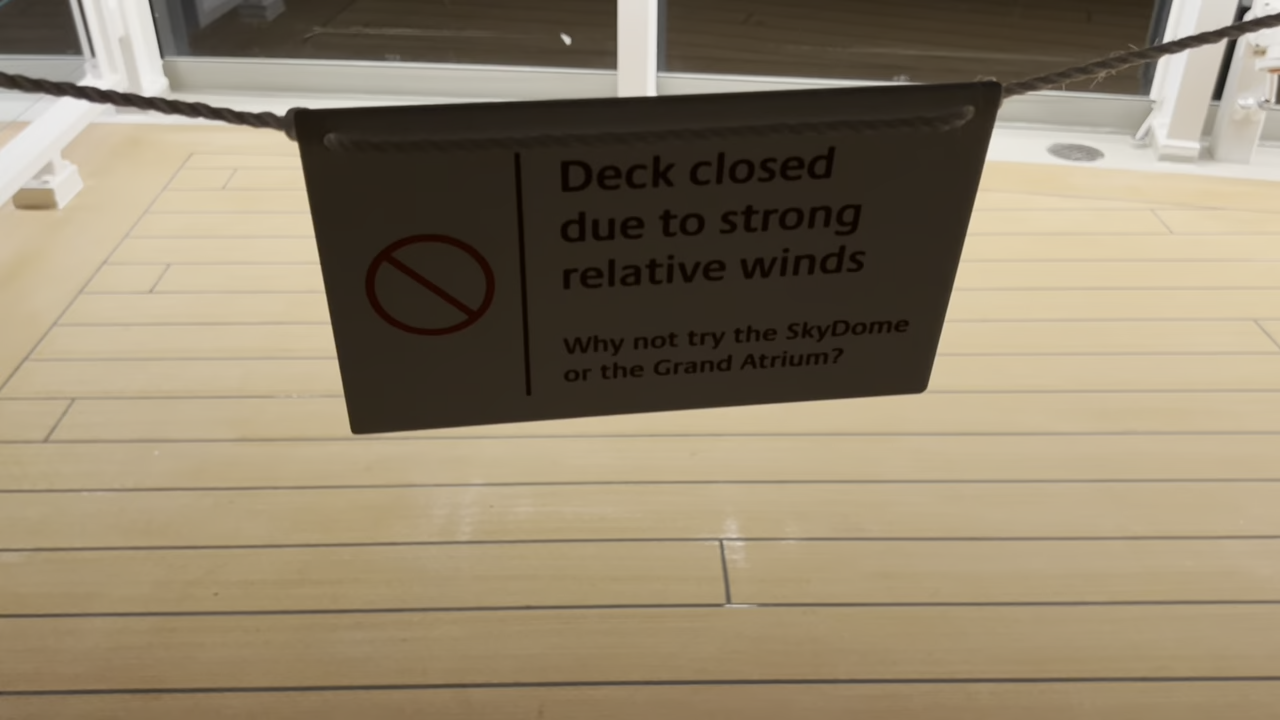 Deck closed
due to strong
relative winds
Why not try the SkyDome
or the Grand Atrium?